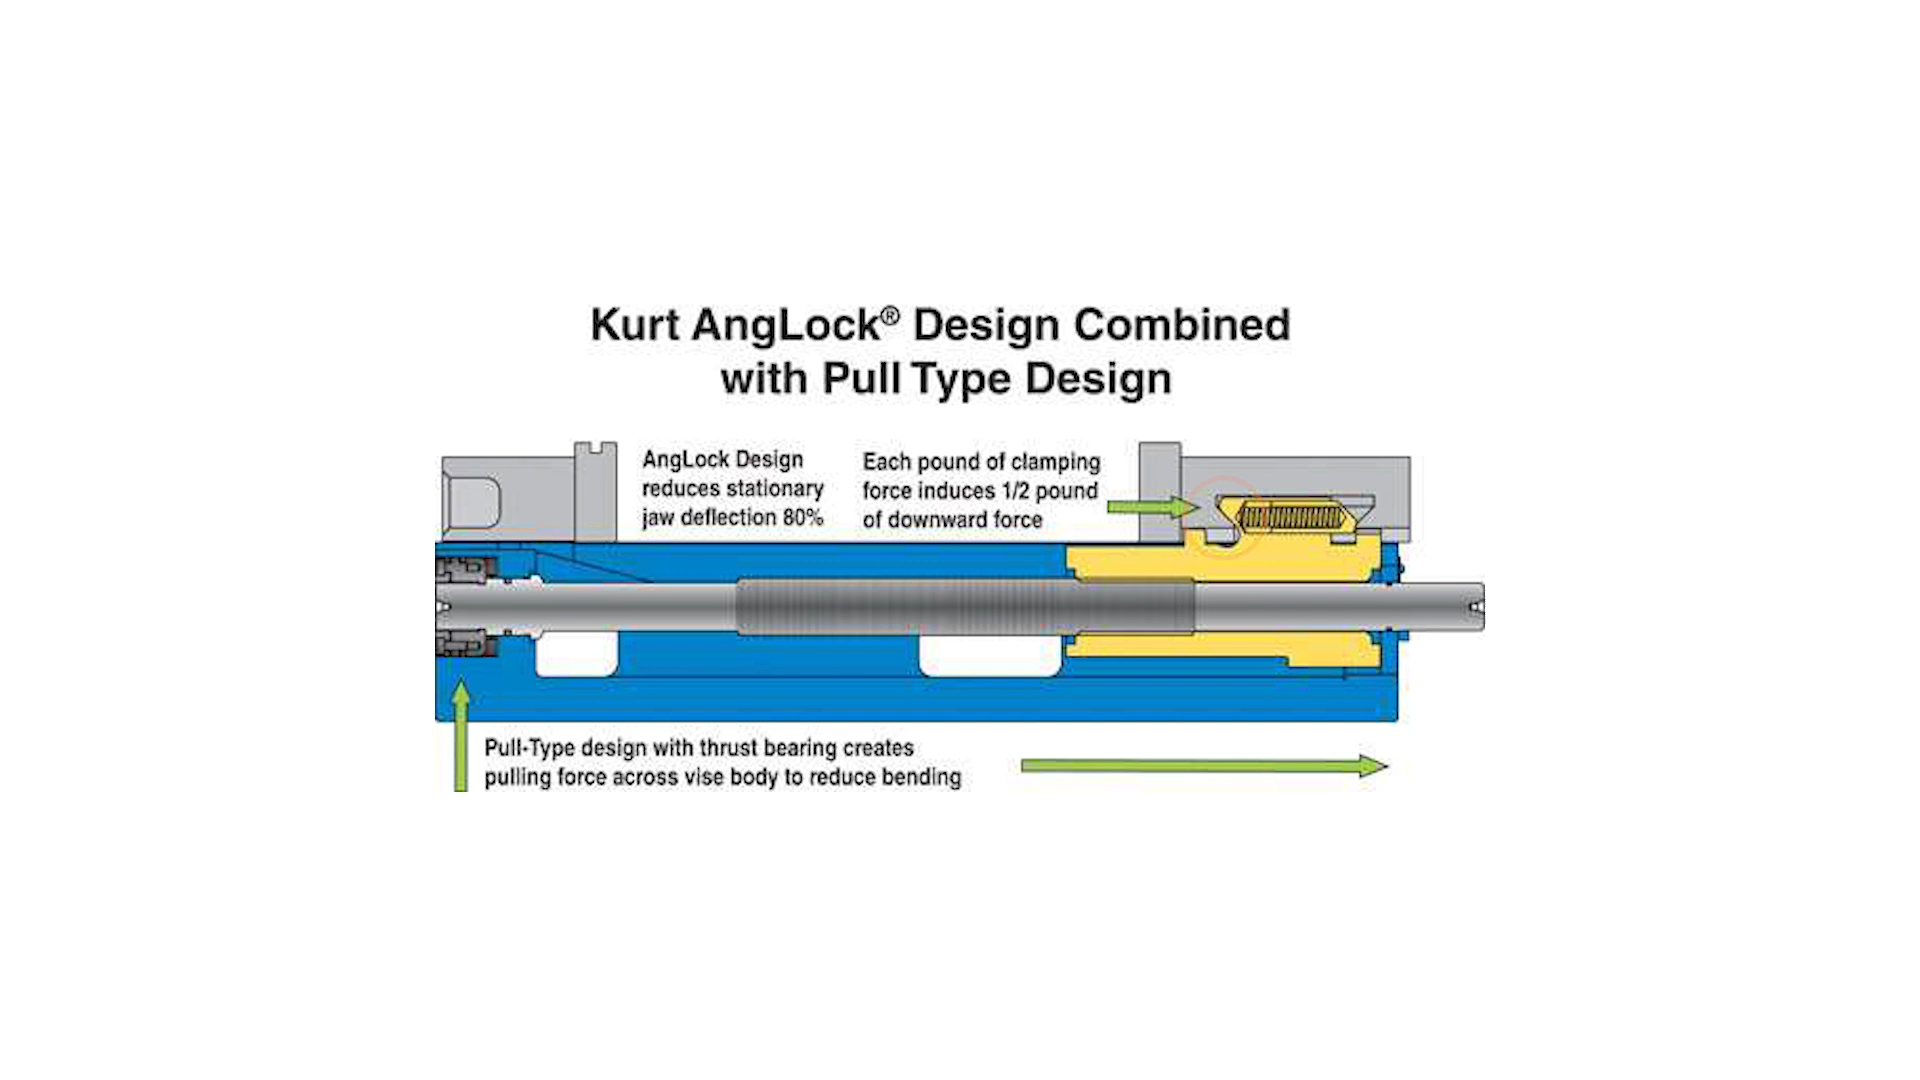 Kurt AngLock® Design Combined
with Pull Type Design
AngLock Design
reduces stationary
jaw deflection 80%
Each pound of clamping
force induces 1/2 pound
of downward force
Pull-Type design with thrust bearing creates
pulling force across vise body to reduce bending